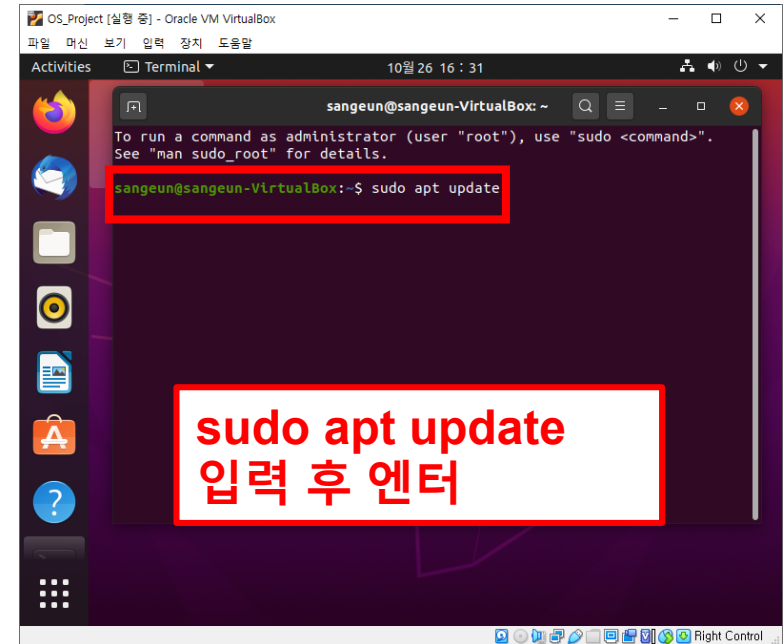 OS_Project [실행 중] - Oracle VM VirtualBox
파일 머신 보기 입력 장치 도움말
Activities Terminal 10월 26 16 : 31
sangeun@sangeun-VirtualBox: ~
To run a command as administrator (user "root"), use "sudo <command>".
See "man sudo_root" for details.
sangeun@sangeun-VirtualBox:~$ sudo apt update
sudo apt update
입력 후 엔터
Right Control